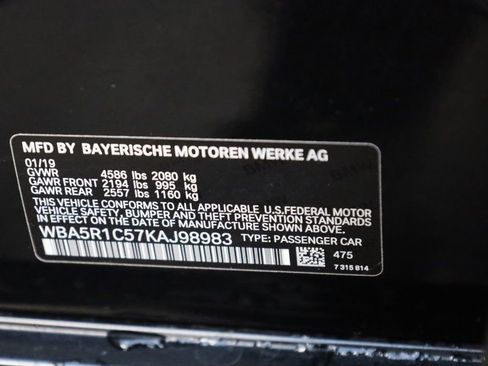 MFD BY BAYERISCHE MOTOREN WERKE AG
01/19
GVWR 4586 lbs 2080 kg
GAWR FRONT 2194 lbs 995 kg
GAWR REAR 2557 lbs 1160 kg
THIS VEHICLE CONFORMS TO ALL APPLICABLE U.S.FEDERAL MOTOR
VEHICLE SAFETY, BUMPER AND THEFT PREVENTION STANDARDS
IN EFFECT ON THE DATE OF MANUFACTURE SHOWN ABOVE.
WBA5R1C57KAJ98983 TYPE: PASSENGER CAR
475
7 315 814